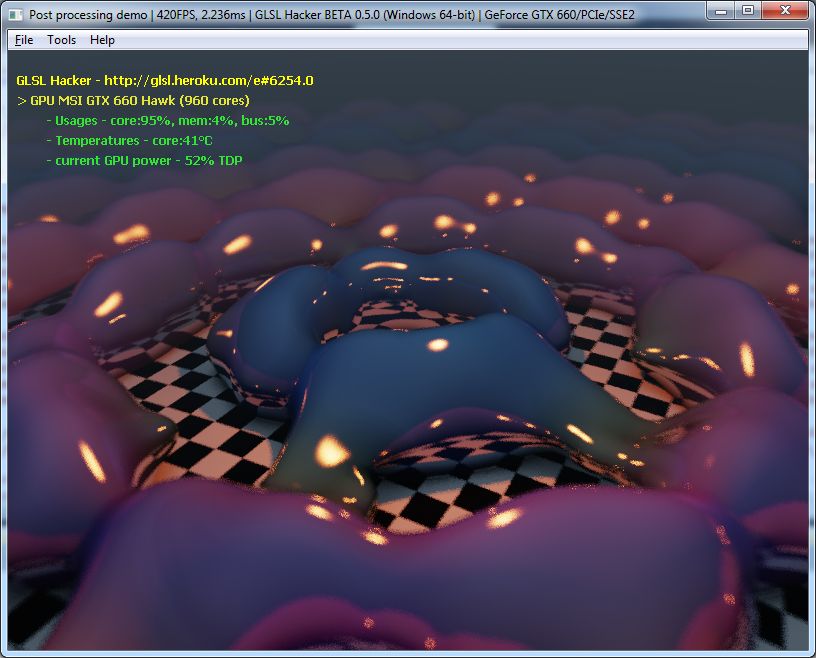 Post processing demo | 420FPS, 2.236ms | GLSL Hacker BETA 0.5.0 (Windows 64-bit) | GeForce GTX 660/PCIe/SSE2
File Tools Help
GLSL Hacker - http://glsl.heroku.com/e#6254.0
> GPU MSI GTX 660 Hawk (960 cores)
- Usages - core:95%, mem:4%, bus:5%
- Temperatures - core:41°C
- current GPU power - 52% TDP